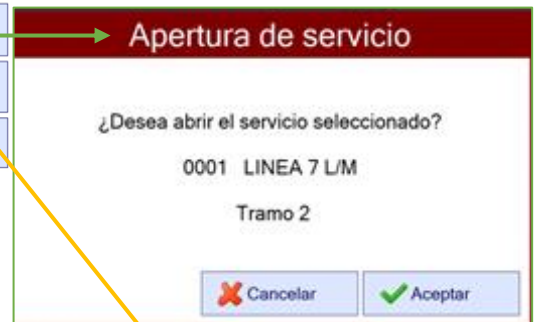 Apertura de servicio
¿Desea abrir el servicio seleccionado?
0001 LINEA 7 L/M
Tramo 2
Cancelar Aceptar